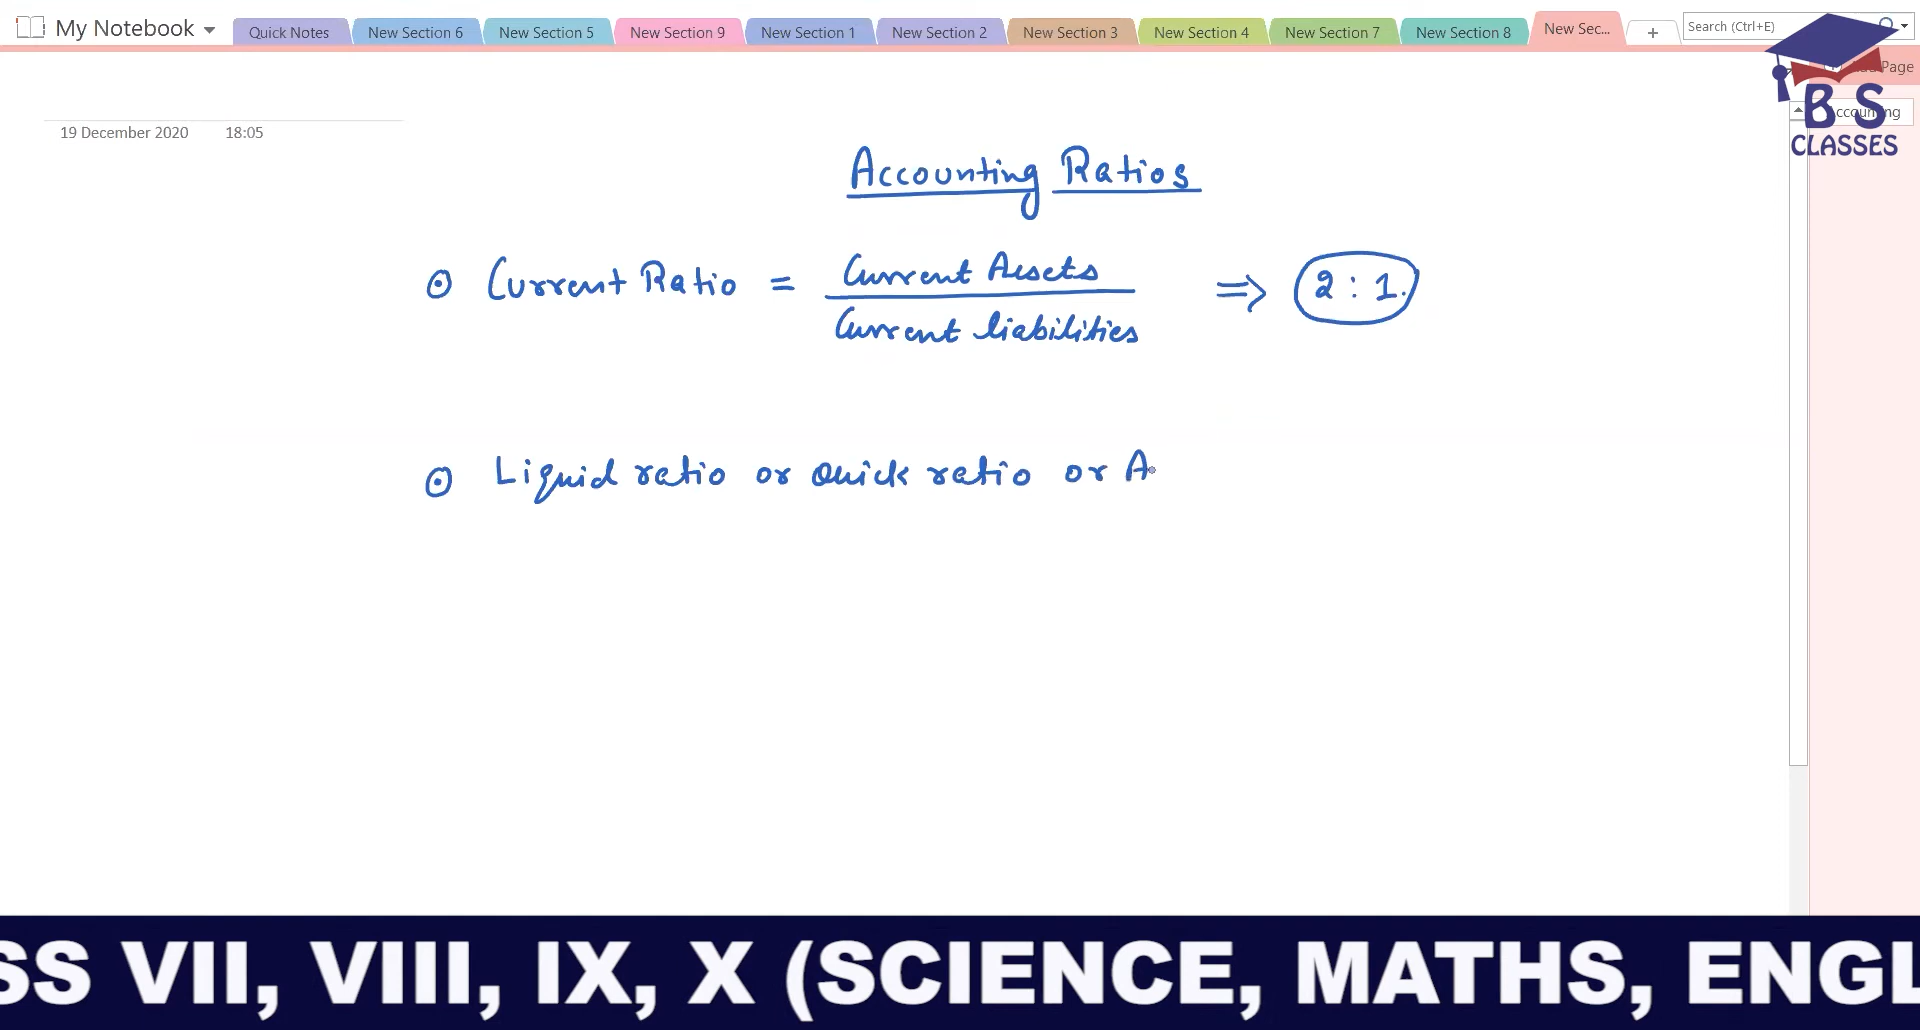 My Notebook
Quick Notes New Section 6 New Section 5 New Section 9 New Section 1 New Section 2 New Section 3 New Section 4 New Section 7 New Section 8 New Sec... + Search (Ctrl+E)
Page
BS
CLASSES
19 December 2020 18:05
Accounting Ratios
⊙ Current Ratio = Current Assets ⇒ 2 : 1.
Current liabilities
⊙ Liquid ratio or Quick ratio or A
SS VII, VIII, IX, X (SCIENCE, MATHS, ENGL